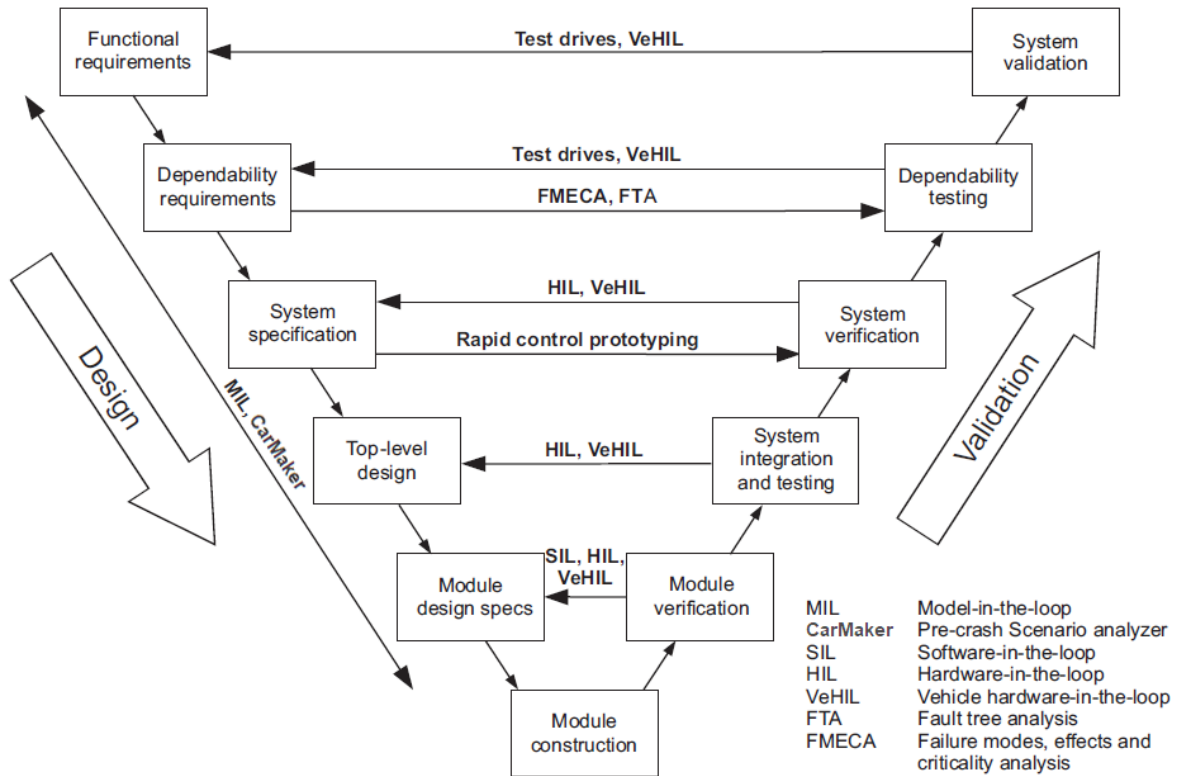 Functional
requirements
Test drives, VeHIL
System
validation
Dependability
requirements
Test drives, VeHIL
FMECA, FTA
Dependability
testing
System
specification
HIL, VeHIL
Rapid control prototyping
System
verification
Design
MIL, CarMaker
Validation
Top-level
design
HIL, VeHIL
System
integration
and testing
Module
design specs
SIL, HIL,
VeHIL
Module
verification
Module
construction
MIL Model-in-the-loop
CarMaker Pre-crash Scenario analyzer
SIL Software-in-the-loop
HIL Hardware-in-the-loop
VeHIL Vehicle hardware-in-the-loop
FTA Fault tree analysis
FMECA Failure modes, effects and
criticality analysis